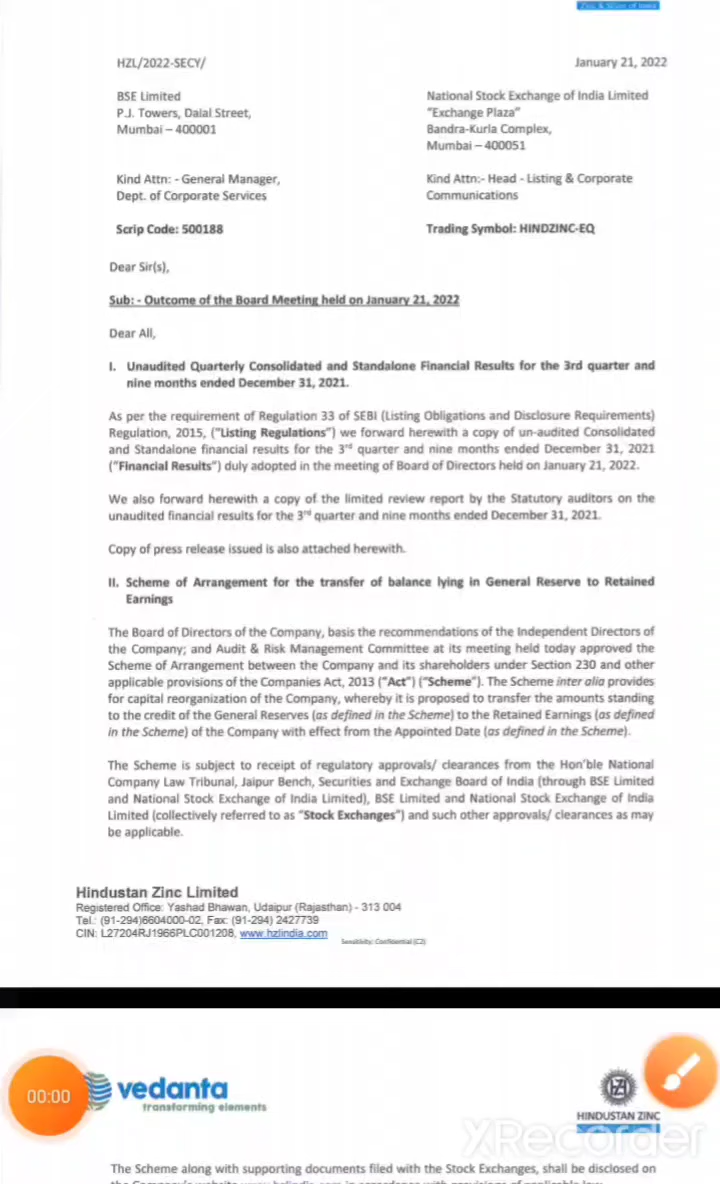 Zinc & Silver of India
HZL/2022-SECY/
January 21, 2022
BSE Limited
P.J. Towers, Dalal Street,
Mumbai – 400001
National Stock Exchange of India Limited
"Exchange Plaza"
Bandra-Kurla Complex,
Mumbai – 400051
Kind Attn: - General Manager,
Dept. of Corporate Services
Kind Attn:- Head - Listing & Corporate
Communications
Scrip Code: 500188
Trading Symbol: HINDZINC-EQ
Dear Sir(s),
Sub: - Outcome of the Board Meeting held on January 21, 2022
Dear All,
I. Unaudited Quarterly Consolidated and Standalone Financial Results for the 3rd quarter and
nine months ended December 31, 2021.
As per the requirement of Regulation 33 of SEBI (Listing Obligations and Disclosure Requirements)
Regulation, 2015, ("Listing Regulations") we forward herewith a copy of un-audited Consolidated
and Standalone financial results for the 3rd quarter and nine months ended December 31, 2021
("Financial Results") duly adopted in the meeting of Board of Directors held on January 21, 2022.
We also forward herewith a copy of the limited review report by the Statutory auditors on the
unaudited financial results for the 3rd quarter and nine months ended December 31, 2021.
Copy of press release issued is also attached herewith.
II. Scheme of Arrangement for the transfer of balance lying in General Reserve to Retained
Earnings
The Board of Directors of the Company, basis the recommendations of the Independent Directors of
the Company; and Audit & Risk Management Committee at its meeting held today approved the
Scheme of Arrangement between the Company and its shareholders under Section 230 and other
applicable provisions of the Companies Act, 2013 ("Act") ("Scheme"). The Scheme inter alia provides
for capital reorganization of the Company, whereby it is proposed to transfer the amounts standing
to the credit of the General Reserves (as defined in the Scheme) to the Retained Earnings (as defined
in the Scheme) of the Company with effect from the Appointed Date (as defined in the Scheme).
The Scheme is subject to receipt of regulatory approvals/ clearances from the Hon'ble National
Company Law Tribunal, Jaipur Bench, Securities and Exchange Board of India (through BSE Limited
and National Stock Exchange of India Limited), BSE Limited and National Stock Exchange of India
Limited (collectively referred to as "Stock Exchanges") and such other approvals/ clearances as may
be applicable.
Hindustan Zinc Limited
Registered Office: Yashad Bhawan, Udaipur (Rajasthan) - 313 004
Tel.: (91-294)6604000-02, Fax: (91-294) 2427739
CIN: L27204RJ1966PLC001208, www.hzlindia.com
Sensitivity: Confidential (C2)
00:00
vedanta
transforming elements
HINDUSTAN ZINC
XRecorder
The Scheme along with supporting documents filed with the Stock Exchanges, shall be disclosed on